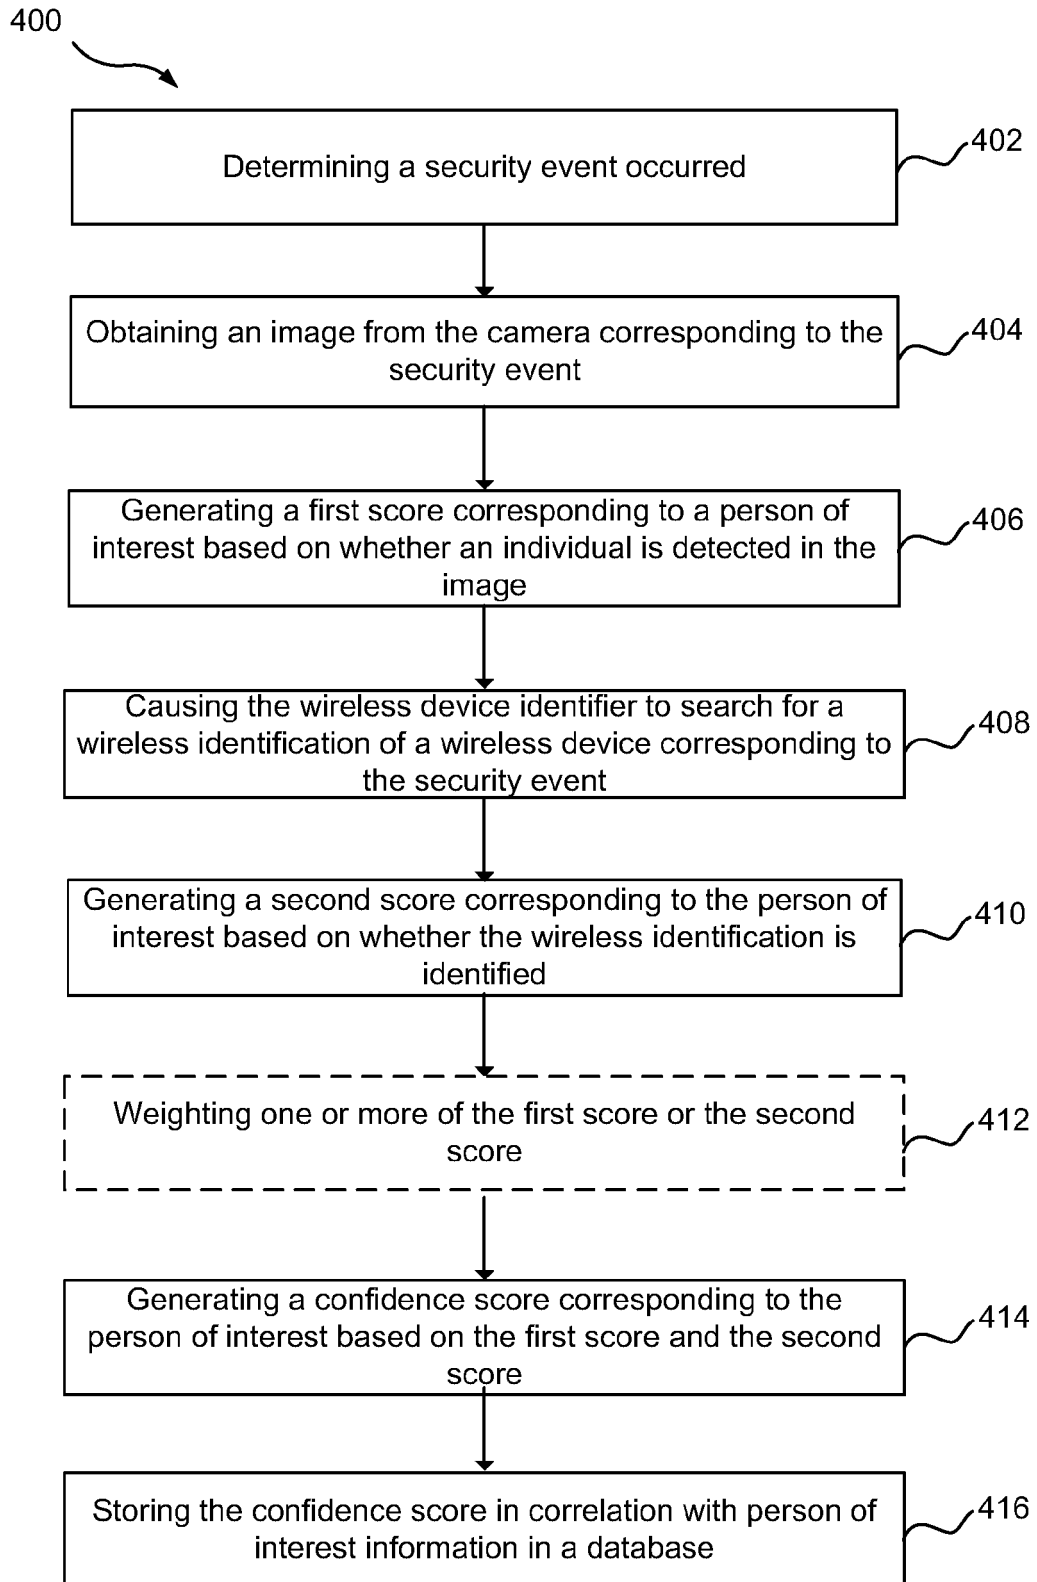 400
Determining a security event occurred
402
Obtaining an image from the camera corresponding to the
security event
404
Generating a first score corresponding to a person of
interest based on whether an individual is detected in the
image
406
Causing the wireless device identifier to search for a
wireless identification of a wireless device corresponding to
the security event
408
Generating a second score corresponding to the person of
interest based on whether the wireless identification is
identified
410
Weighting one or more of the first score or the second
score
412
Generating a confidence score corresponding to the
person of interest based on the first score and the second
score
414
Storing the confidence score in correlation with person of
interest information in a database
416